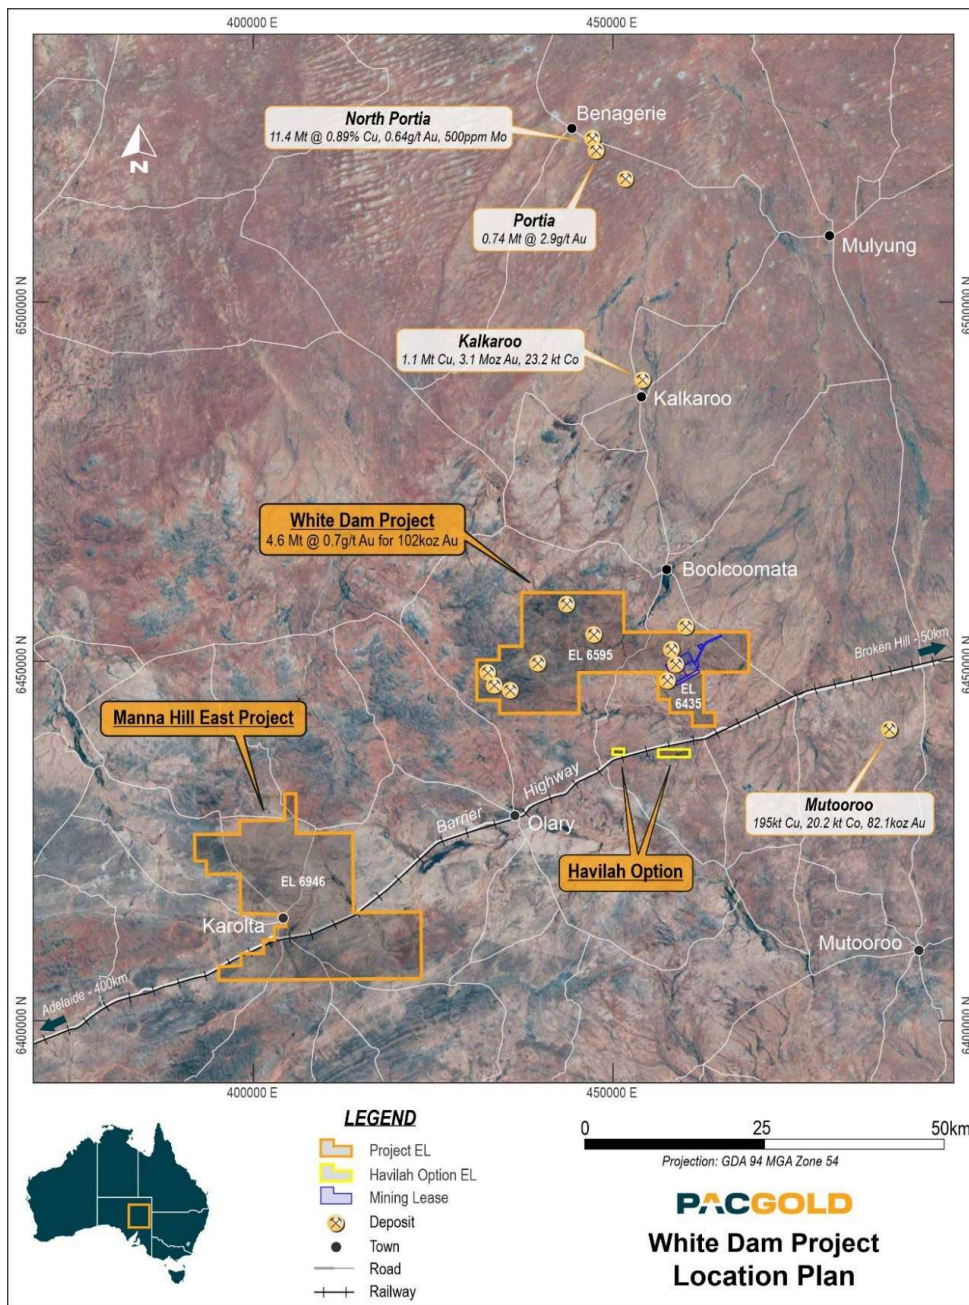 400000 E
450000 E
North Portia
11.4 Mt @ 0.89% Cu, 0.64g/t Au, 500ppm Mo
Benagerie
N
Portia
0.74 Mt @ 2.9g/t Au
Mulyung
6500000 N
6500000 N
Kalkaroo
1.1 Mt Cu, 3.1 Moz Au, 23.2 kt Co
Kalkaroo
White Dam Project
4.6 Mt @ 0.7g/t Au for 102koz Au
Boolcoomata
Broken Hill - 50km
EL 6595
6450000 N
6450000 N
EL
6435
Manna Hill East Project
Barrier Highway
Olary
Mutooroo
195kt Cu, 20.2 kt Co, 82.1koz Au
Havilah Option
EL 6946
Karolta
Mutooroo
Adelaide - 400km
6400000 N
6400000 N
400000 E
450000 E
LEGEND
Project EL
Havilah Option EL
Mining Lease
Deposit
Town
Road
Railway
0 25 50km
Projection: GDA 94 MGA Zone 54
PACGOLD
White Dam Project
Location Plan